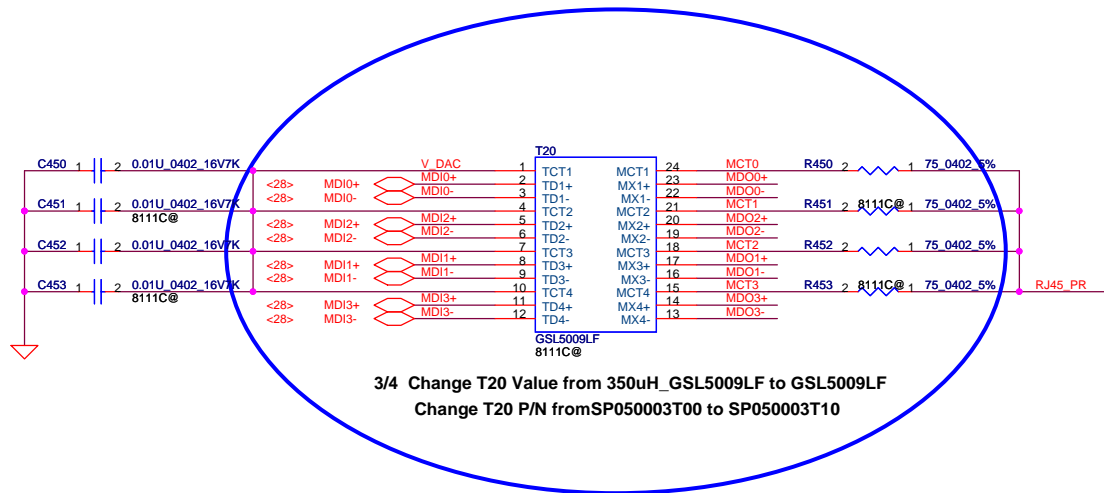 T20
C450 1 2 0.01U_0402_16V7K V_DAC 1 TCT1 MCT1 24 MCT0 R450 2 1 75_0402_5%
<28> MDI0+ MDI0+ 2 TD1+ MX1+ 23 MDO0+
<28> MDI0- MDI0- 3 TD1- MX1- 22 MDO0-
C451 1 2 0.01U_0402_16V7K 4 TCT2 MCT2 21 MCT1 R451 2 8111C@ 1 75_0402_5%
8111C@ <28> MDI2+ MDI2+ 5 TD2+ MX2+ 20 MDO2+
<28> MDI2- MDI2- 6 TD2- MX2- 19 MDO2-
C452 1 2 0.01U_0402_16V7K 7 TCT3 MCT3 18 MCT2 R452 2 1 75_0402_5%
<28> MDI1+ MDI1+ 8 TD3+ MX3+ 17 MDO1+
<28> MDI1- MDI1- 9 TD3- MX3- 16 MDO1-
C453 1 2 0.01U_0402_16V7K 10 TCT4 MCT4 15 MCT3 R453 2 8111C@ 1 75_0402_5% RJ45_PR
8111C@ <28> MDI3+ MDI3+ 11 TD4+ MX4+ 14 MDO3+
<28> MDI3- MDI3- 12 TD4- MX4- 13 MDO3-
GSL5009LF
8111C@
3/4 Change T20 Value from 350uH_GSL5009LF to GSL5009LF
Change T20 P/N fromSP050003T00 to SP050003T10